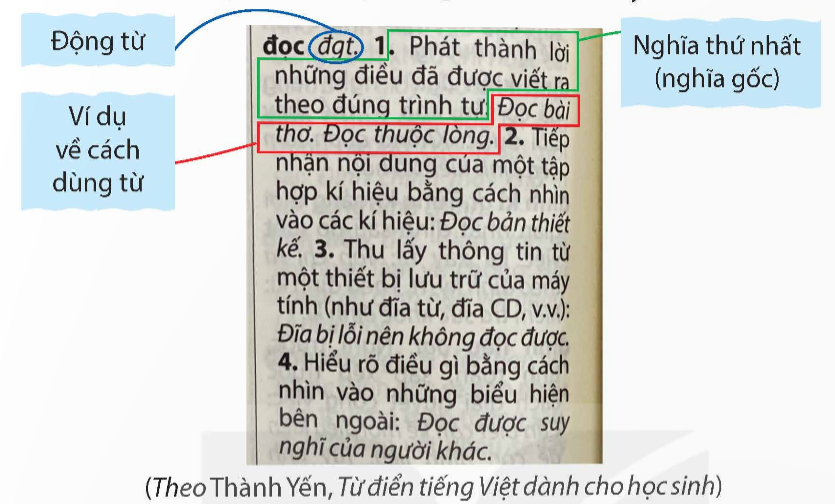 Động từ
Ví dụ
về cách
dùng từ
Nghĩa thứ nhất
(nghĩa gốc)
đọc đgt. 1. Phát thành lời
những điều đã được viết ra
theo đúng trình tự: Đọc bài
thơ. Đọc thuộc lòng. 2. Tiếp
nhận nội dung của một tập
hợp kí hiệu bằng cách nhìn
vào các kí hiệu: Đọc bản thiết
kế. 3. Thu lấy thông tin từ
một thiết bị lưu trữ của máy
tính (như đĩa từ, đĩa CD, v.v.):
Đĩa bị lỗi nên không đọc được.
4. Hiểu rõ điều gì bằng cách
nhìn vào những biểu hiện
bên ngoài: Đọc được suy
nghĩ của người khác.
(Theo Thành Yến, Từ điển tiếng Việt dành cho học sinh)